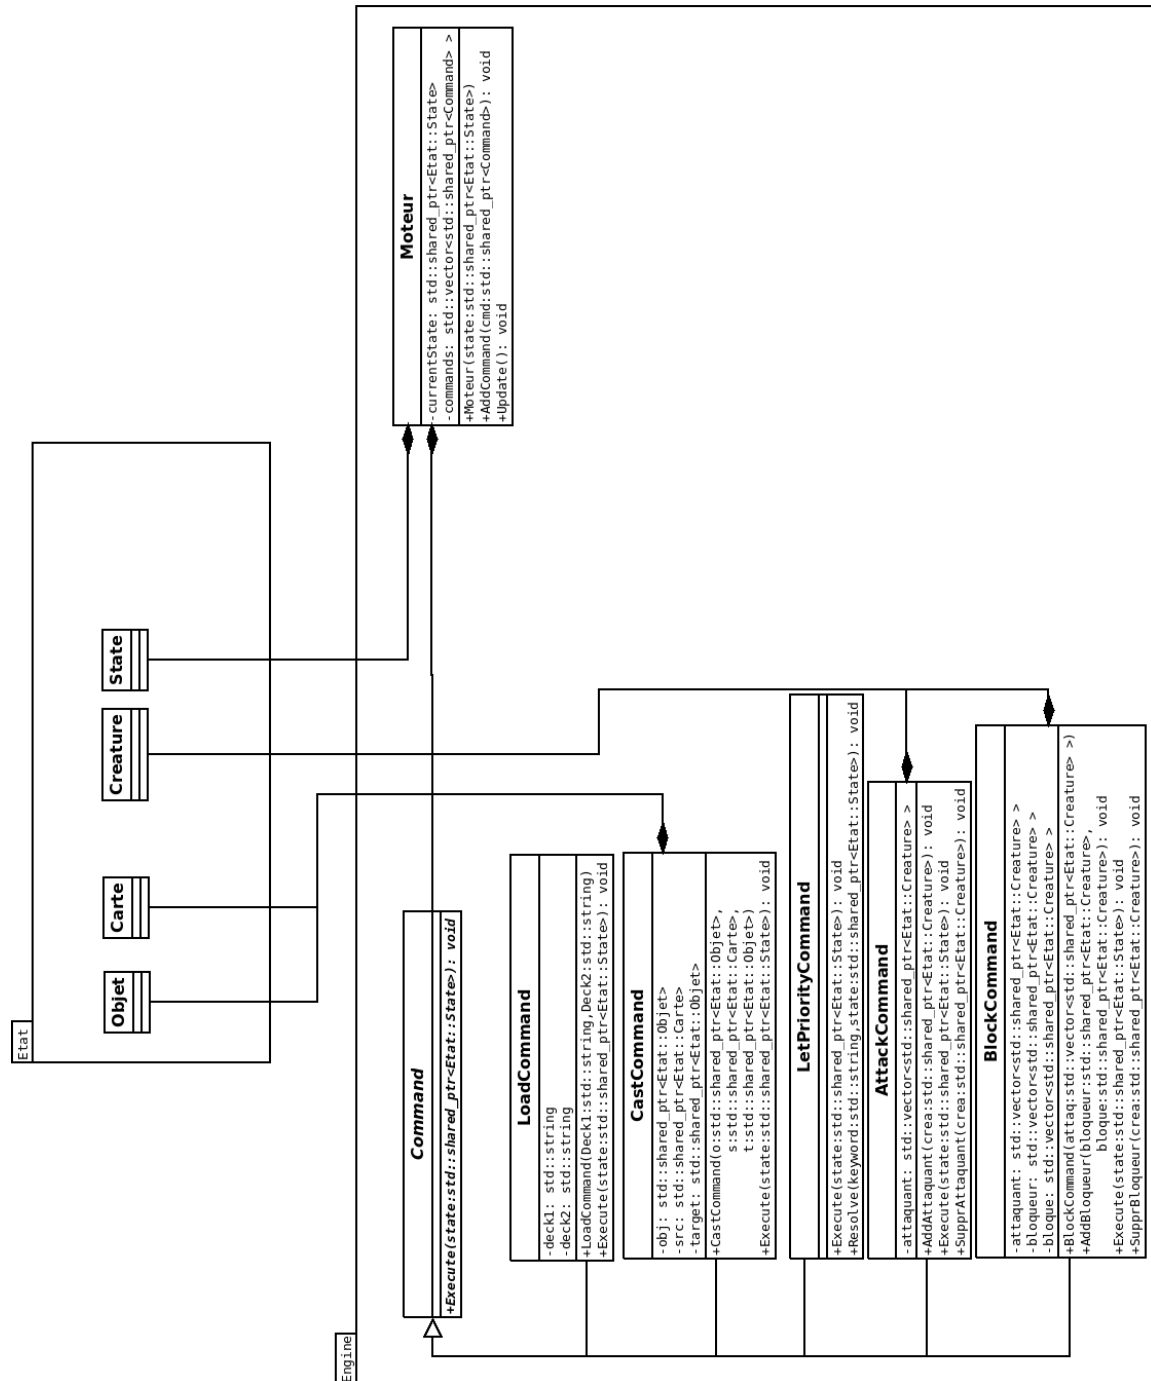 Etat
Objet
Carte
Creature
State
Engine
Command
+Execute(state:std::shared_ptr<Etat::State>): void
Moteur
-currentState: std::shared_ptr<Etat::State>
-commands: std::vector<std::shared_ptr<Command> >
+Moteur(state:std::shared_ptr<Etat::State>)
+AddCommand(cmd:std::shared_ptr<Command>): void
+Update(): void
LoadCommand
-deck1: std::string
-deck2: std::string
+LoadCommand(Deck1:std::string,Deck2:std::string)
+Execute(state:std::shared_ptr<Etat::State>): void
CastCommand
-obj: std::shared_ptr<Etat::Objet>
-src: std::shared_ptr<Etat::Carte>
-target: std::shared_ptr<Etat::Objet>
+CastCommand(o:std::shared_ptr<Etat::Objet>,
s:std::shared_ptr<Etat::Carte>,
t:std::shared_ptr<Etat::Objet>)
+Execute(state:std::shared_ptr<Etat::State>): void
LetPriorityCommand
+Execute(state:std::shared_ptr<Etat::State>): void
+Resolve(keyword:std::string,state:std::shared_ptr<Etat::State>): void
AttackCommand
-attaquant: std::vector<std::shared_ptr<Etat::Creature> >
+AddAttaquant(crea:std::shared_ptr<Etat::Creature>): void
+Execute(state:std::shared_ptr<Etat::State>): void
+SupprAttaquant(crea:std::shared_ptr<Etat::Creature>): void
BlockCommand
-attaquant: std::vector<std::shared_ptr<Etat::Creature> >
-bloqueur: std::vector<std::shared_ptr<Etat::Creature> >
-bloque: std::vector<std::shared_ptr<Etat::Creature> >
+BlockCommand(attaq:std::vector<std::shared_ptr<Etat::Creature> >)
+AddBloqueur(bloqueur:std::shared_ptr<Etat::Creature>,
bloque:std::shared_ptr<Etat::Creature>): void
+Execute(state:std::shared_ptr<Etat::State>): void
+SupprBloqueur(crea:std::shared_ptr<Etat::Creature>): void